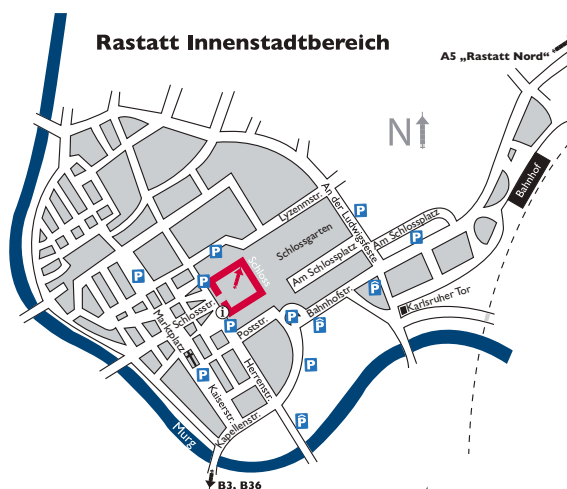 Rastatt Innenstadtbereich
A5 „Rastatt Nord“
N
Bahnhof
An der Ludwigsfeste
Lyzeumstr.
P
Schlossgarten
Am Schlossplatz
P
Am Schlossplatz
Schloss
P
P
P
Bahnhofstr.
Karlsruher Tor
Schlossstr.
i
P
P
Poststr.
Marktplatz
P
P
Herrenstr.
Kaiserstr.
P
Kapellenstr.
Murg
B3, B36